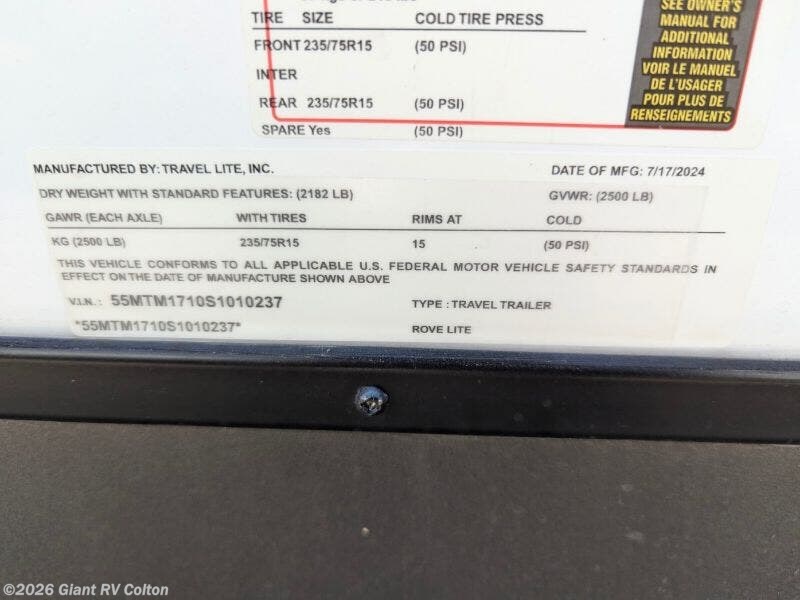 SEE OWNER'S
MANUAL FOR
ADDITIONAL
INFORMATION
VOIR LE MANUEL
DE L'USAGER
POUR PLUS DE
RENSEIGNEMENTS
TIRE SIZE COLD TIRE PRESS
FRONT 235/75R15 (50 PSI)
INTER
REAR 235/75R15 (50 PSI)
SPARE Yes (50 PSI)
MANUFACTURED BY: TRAVEL LITE, INC. DATE OF MFG: 7/17/2024
DRY WEIGHT WITH STANDARD FEATURES: (2182 LB) GVWR: (2500 LB)
GAWR (EACH AXLE) WITH TIRES RIMS AT COLD
KG (2500 LB) 235/75R15 15 (50 PSI)
THIS VEHICLE CONFORMS TO ALL APPLICABLE U.S. FEDERAL MOTOR VEHICLE SAFETY STANDARDS IN
EFFECT ON THE DATE OF MANUFACTURE SHOWN ABOVE
V.I.N. : 55MTM1710S1010237 TYPE : TRAVEL TRAILER
*55MTM1710S1010237* ROVE LITE
©2026 Giant RV Colton